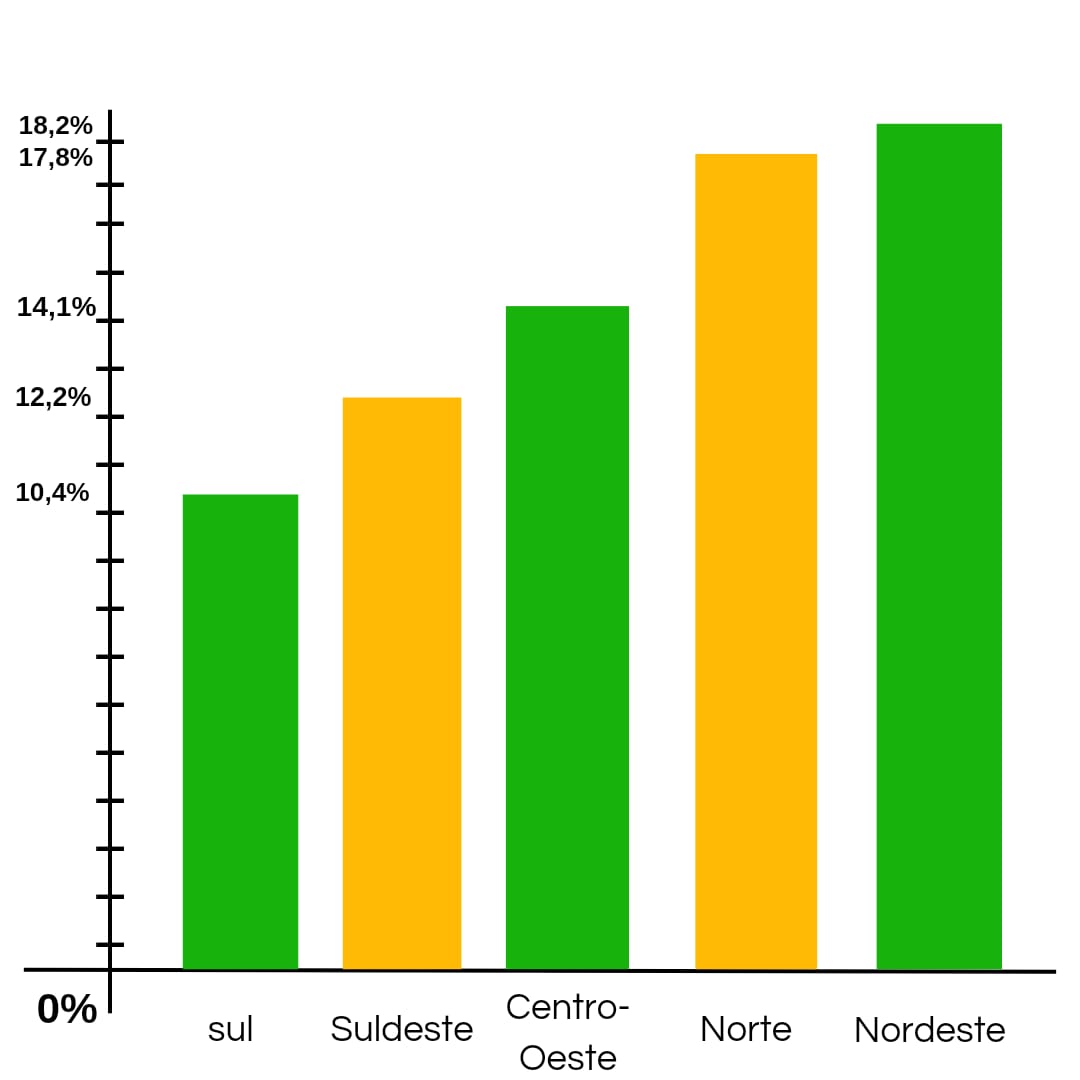 18,2%
17,8%
14,1%
12,2%
10,4%
0%
sul
Suldeste
Centro-
Oeste
Norte
Nordeste